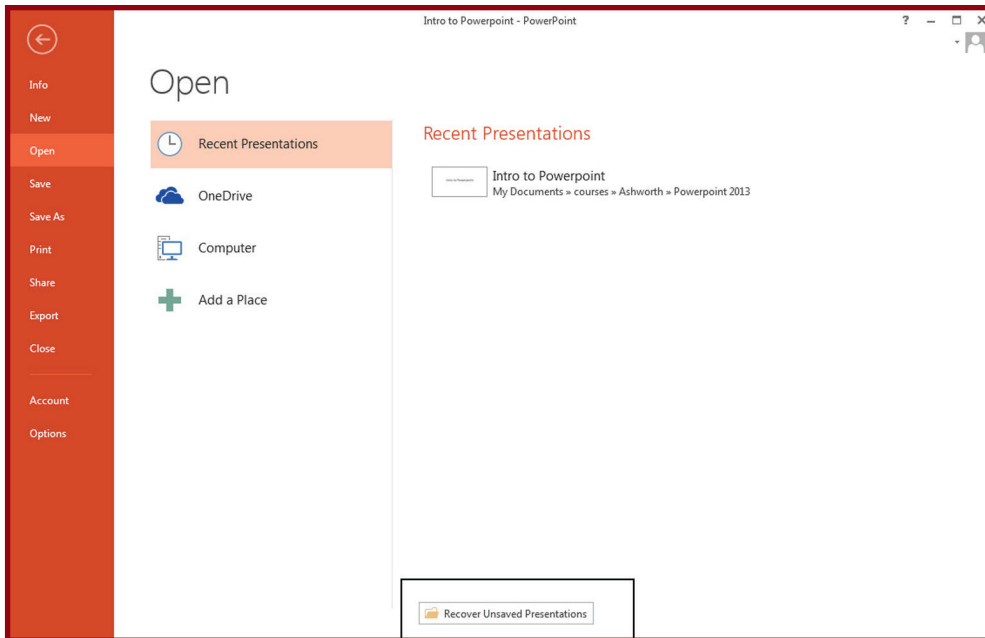 Intro to Powerpoint - PowerPoint
?
Info
New
Open
Save
Save As
Print
Share
Export
Close
Account
Options
Open
Recent Presentations
OneDrive
Computer
Add a Place
Recent Presentations
Intro to Powerpoint
My Documents » courses » Ashworth » Powerpoint 2013
Recover Unsaved Presentations